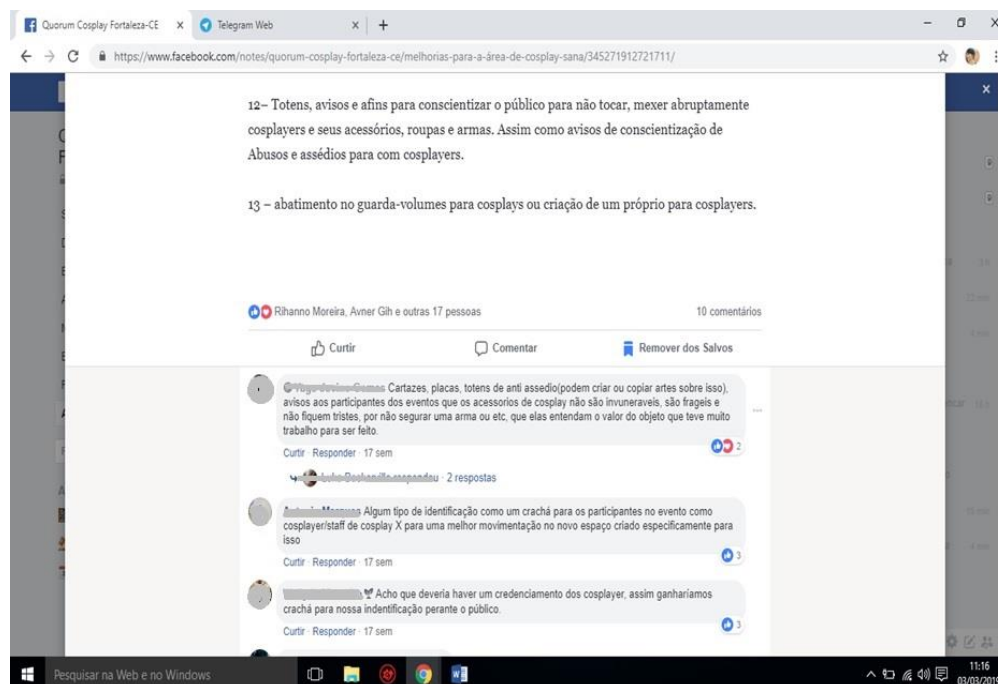 Quorum Cosplay Fortaleza-CE
Telegram Web
https://www.facebook.com/notes/quorum-cosplay-fortaleza-ce/melhorias-para-a-área-de-cosplay-sana/345271912721711/
12– Totens, avisos e afins para conscientizar o público para não tocar, mexer abruptamente
cosplayers e seus acessórios, roupas e armas. Assim como avisos de conscientização de
Abusos e assédios para com cosplayers.
13 – abatimento no guarda-volumes para cosplays ou criação de um próprio para cosplayers.
Rihanno Moreira, Avner Gih e outras 17 pessoas
10 comentários
Curtir
Comentar
Remover dos Salvos
Cartazes, placas, totens de anti assedio(podem criar ou copiar artes sobre isso),
avisos aos participantes dos eventos que os acessorios de cosplay não são invuneraveis, são frageis e
não fiquem tristes, por não segurar uma arma ou etc, que elas entendam o valor do objeto que teve muito
trabalho para ser feito.
2
Curtir · Responder · 17 sem
· 2 respostas
Algum tipo de identificação como um crachá para os participantes no evento como
cosplayer/staff de cosplay X para uma melhor movimentação no novo espaço criado especificamente para
isso
3
Curtir · Responder · 17 sem
Acho que deveria haver um credenciamento dos cosplayer, assim ganharíamos
crachá para nossa indentificação perante o público.
3
Curtir · Responder · 17 sem
Pesquisar na Web e no Windows
11:16
03/03/2019